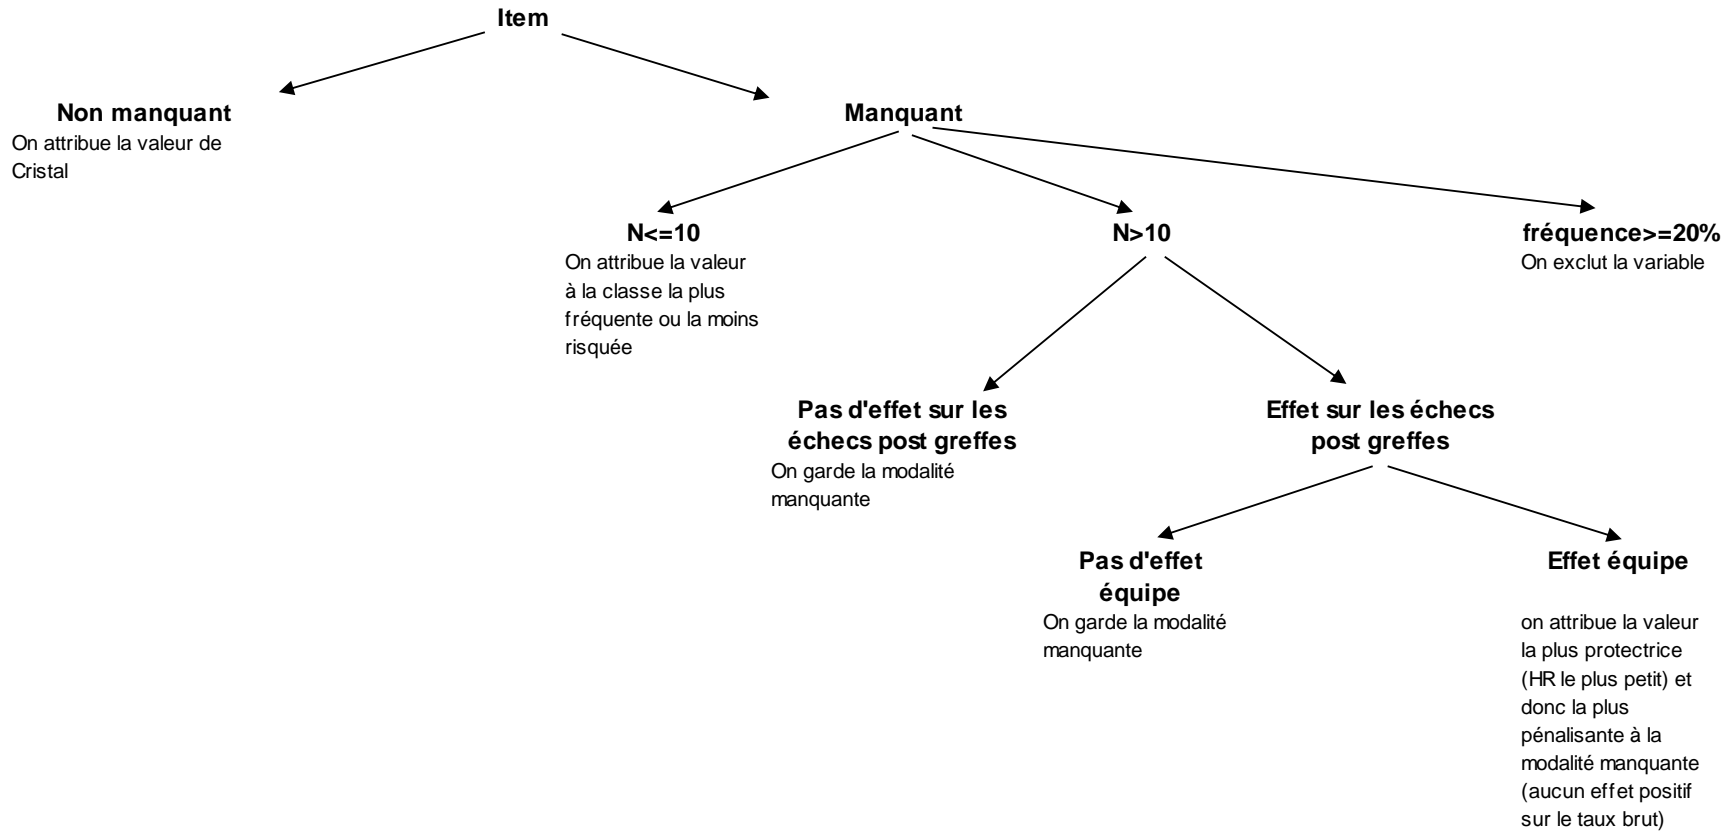 Item
Non manquant
On attribue la valeur de
Cristal
Manquant
N<=10
On attribue la valeur
à la classe la plus
fréquente ou la moins
risquée
N>10
fréquence>=20%
On exclut la variable
Pas d'effet sur les
échecs post greffes
On garde la modalité
manquante
Effet sur les échecs
post greffes
Pas d'effet
équipe
On garde la modalité
manquante
Effet équipe
on attribue la valeur
la plus protectrice
(HR le plus petit) et
donc la plus
pénalisante à la
modalité manquante
(aucun effet positif
sur le taux brut)